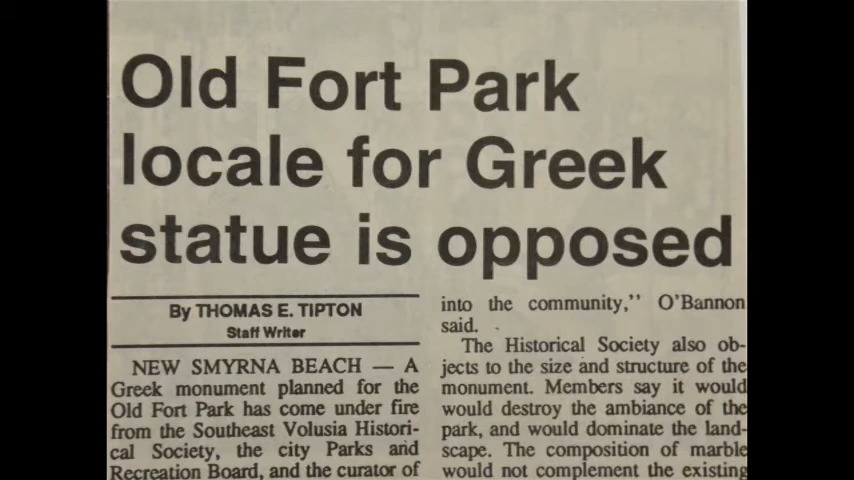 Old Fort Park
locale for Greek
statue is opposed
By THOMAS E. TIPTON
Staff Writer
NEW SMYRNA BEACH — A
Greek monument planned for the
Old Fort Park has come under fire
from the Southeast Volusia Histori-
cal Society, the city Parks and
Recreation Board, and the curator of
into the community,'' O'Bannon
said.
The Historical Society also ob-
jects to the size and structure of the
monument. Members say it would
would destroy the ambiance of the
park, and would dominate the land-
scape. The composition of marble
would not complement the existing